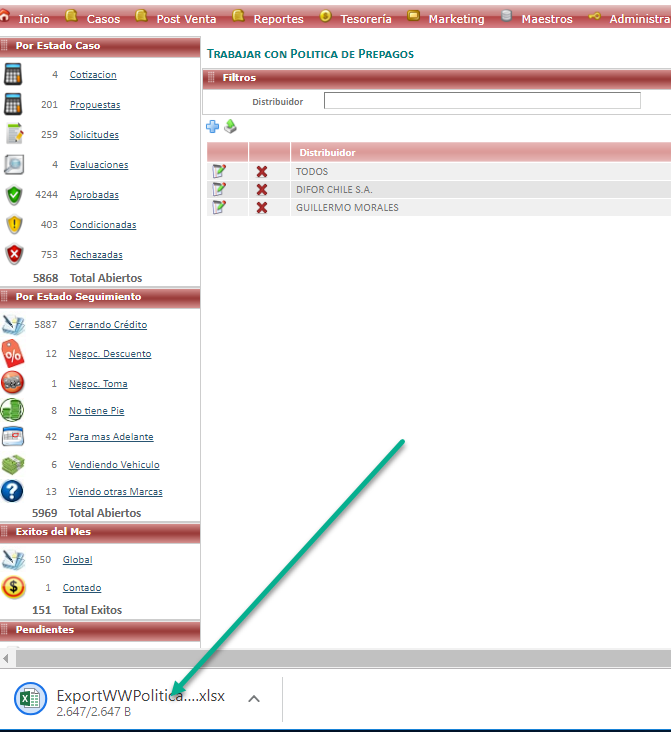 Inicio Casos Post Venta Reportes Tesorería Marketing Maestros Administra
Por Estado Caso
4 Cotizacion
201 Propuestas
259 Solicitudes
4 Evaluaciones
4244 Aprobadas
403 Condicionadas
753 Rechazadas
5868 Total Abiertos
Por Estado Seguimiento
5887 Cerrando Crédito
12 Negoc. Descuento
1 Negoc. Toma
8 No tiene Pie
42 Para mas Adelante
6 Vendiendo Vehiculo
13 Viendo otras Marcas
5969 Total Abiertos
Exitos del Mes
150 Global
1 Contado
151 Total Exitos
Pendientes
TRABAJAR CON POLITICA DE PREPAGOS
Filtros
Distribuidor
Distribuidor
TODOS
DIFOR CHILE S.A.
GUILLERMO MORALES
ExportWWPolitica....xlsx
2.647/2.647 B